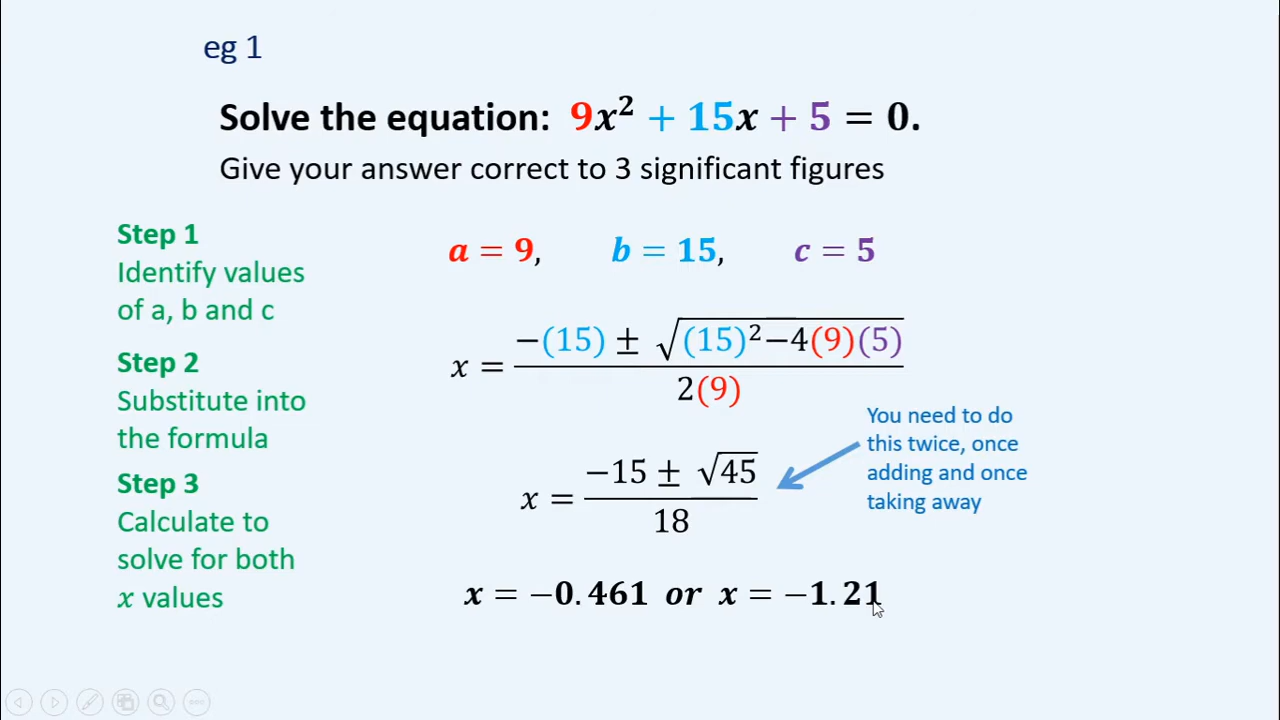 eg 1
Solve the equation: 9x² + 15x + 5 = 0.
Give your answer correct to 3 significant figures
Step 1
Identify values
of a, b and c
a = 9, b = 15, c = 5
Step 2
Substitute into
the formula
x = (−(15) ± √((15)²−4(9)(5))) / (2(9))
You need to do
this twice, once
adding and once
taking away
Step 3
Calculate to
solve for both
x values
x = (−15 ± √45) / 18
x = −0.461 or x = −1.21